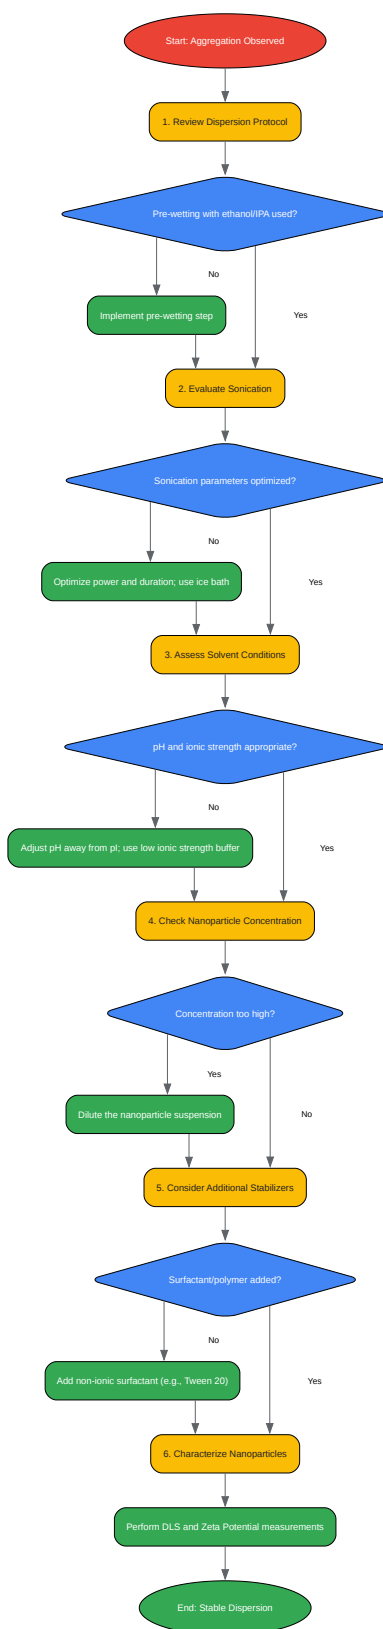 Start: Aggregation Observed
1. Review Dispersion Protocol
Pre-wetting with ethanol/IPA used?
No
Implement pre-wetting step
Yes
2. Evaluate Sonication
Sonication parameters optimized?
No
Optimize power and duration; use ice bath
Yes
3. Assess Solvent Conditions
pH and ionic strength appropriate?
No
Adjust pH away from pI; use low ionic strength buffer
Yes
4. Check Nanoparticle Concentration
Concentration too high?
Yes
Dilute the nanoparticle suspension
No
5. Consider Additional Stabilizers
Surfactant/polymer added?
No
Add non-ionic surfactant (e.g., Tween 20)
Yes
6. Characterize Nanoparticles
Perform DLS and Zeta Potential measurements
End: Stable Dispersion